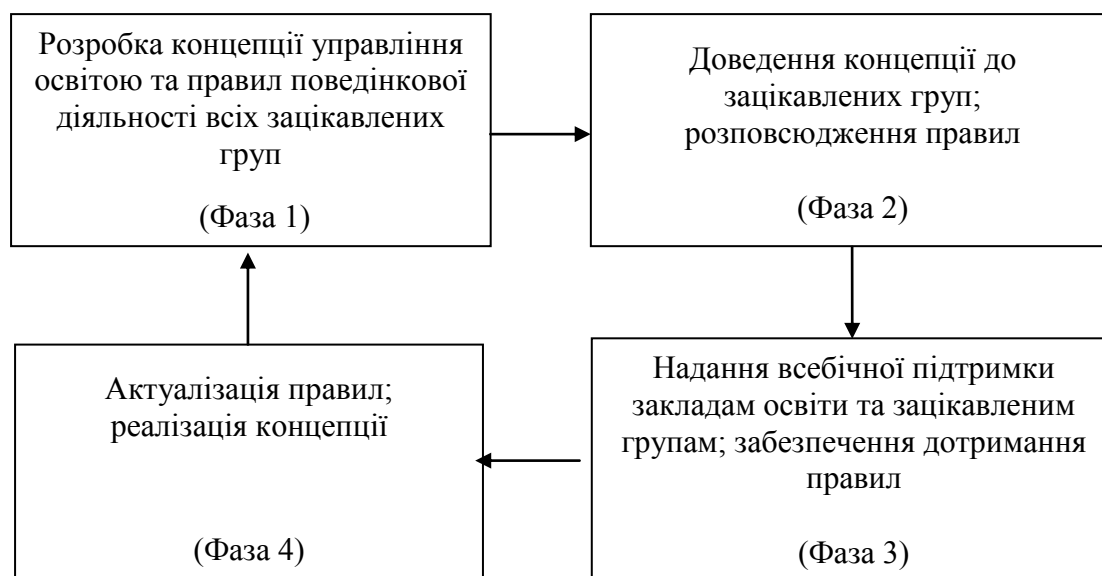 Розробка концепції управління
освітою та правил поведінкової
діяльності всіх зацікавлених
груп
(Фаза 1)
Доведення концепції до
зацікавлених груп;
розповсюдження правил
(Фаза 2)
Надання всебічної підтримки
закладам освіти та зацікавленим
групам; забезпечення дотримання
правил
(Фаза 3)
Актуалізація правил;
реалізація концепції
(Фаза 4)